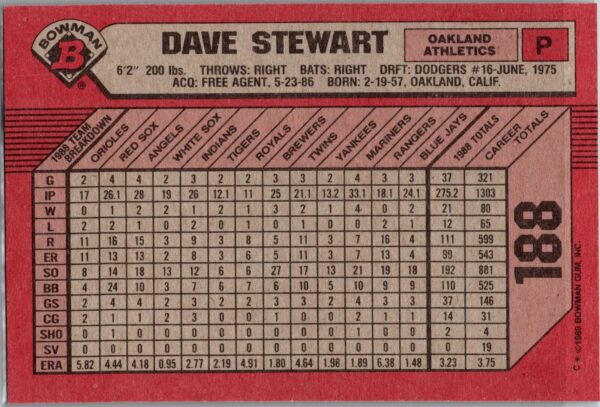 BOWMAN
B
®
DAVE STEWART
OAKLAND ATHLETICS
P
6'2" 200 lbs. THROWS: RIGHT BATS: RIGHT DRFT: DODGERS #16-JUNE, 1975
ACQ: FREE AGENT, 5-23-86 BORN: 2-19-57, OAKLAND, CALIF.
1988 TEAM BREAKDOWN ORIOLES RED SOX ANGELS WHITE SOX INDIANS TIGERS ROYALS BREWERS TWINS YANKEES MARINERS RANGERS BLUE JAYS 1988 TOTALS CAREER TOTALS
G 2 4 4 2 3 2 2 3 3 2 4 3 3 37 321
IP 17 26.1 28 19 26 12.1 11 25 21.1 13.2 33.1 18.1 24.1 275.2 1303
W 0 1 2 2 2 1 1 2 1 1 4 2 2 21 80
L 2 1 1 0 1 1 1 0 2 1 0 1 1 12 65
R 11 16 15 3 9 3 8 5 11 3 7 16 4 111 599
ER 11 13 13 2 8 3 6 5 11 3 7 13 4 99 543
SO 8 14 18 13 12 6 6 17 27 13 21 19 18 192 881
BB 4 24 10 3 7 7 6 6 10 5 10 9 9 110 525
GS 2 4 4 2 3 2 2 3 3 2 4 3 3 37 146
CG 0 1 3 1 1 0 0 1 1 1 2 1 2 14 31
SHO 0 0 0 1 0 0 0 0 0 0 0 0 1 2 4
SV 0 0 0 0 0 0 0 0 0 0 0 0 0 0 19
ERA 5.82 4.44 4.18 0.95 2.77 2.19 4.91 1.80 4.64 1.98 1.89 6.38 1.48 3.23 3.75
188
C * ©1989 BOWMAN GUM, INC.